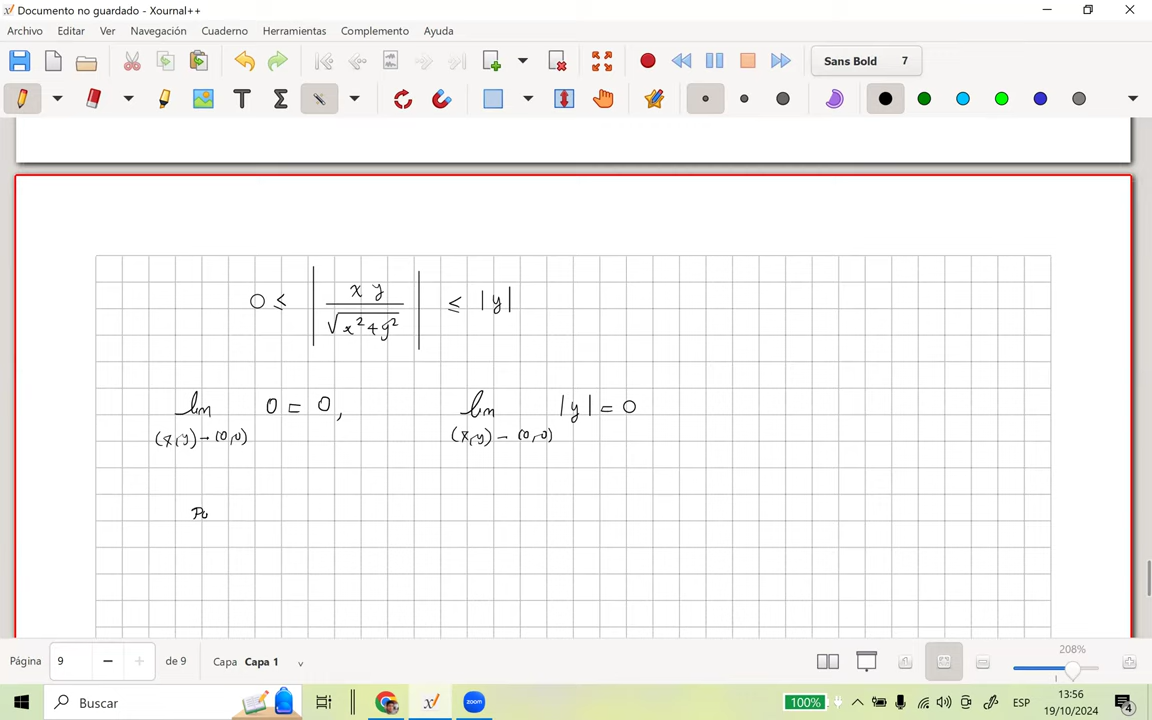 Documento no guardado - Xournal++
Archivo Editar Ver Navegación Cuaderno Herramientas Complemento Ayuda
Sans Bold 7
0 ≤ | x y / √(x² + y²) | ≤ |y|
lim 0 = 0, lim |y| = 0
(x,y) → (0,0) (x,y) → (0,0)
Po
Página 60 de 9 Capa Capa 1 208%
Buscar 100% ESP 13:56
19/10/2024 4